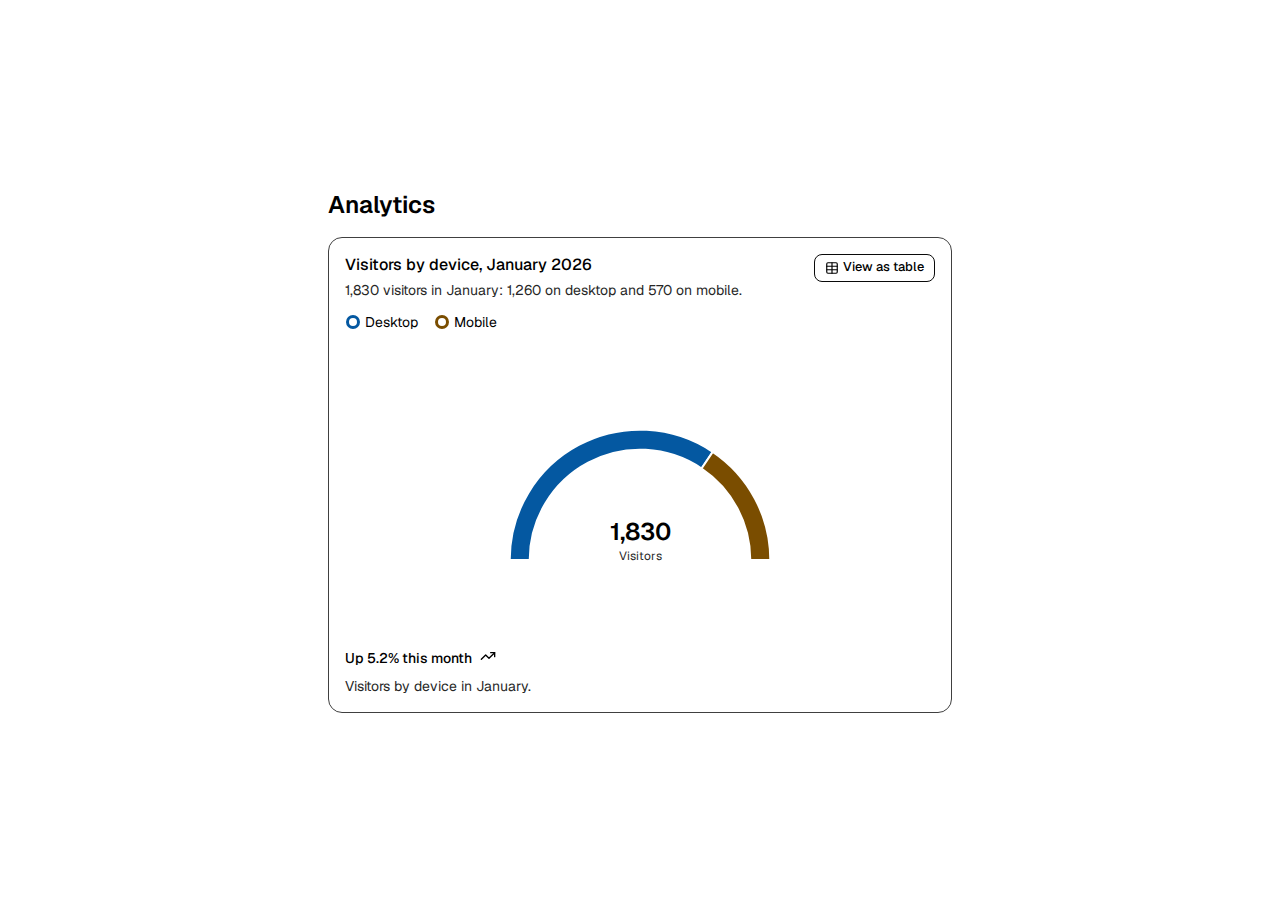 Analytics
Visitors by device, January 2026
View as table
1,830 visitors in January: 1,260 on desktop and 570 on mobile.
Desktop
Mobile
1,830
Visitors
Up 5.2% this month
Visitors by device in January.